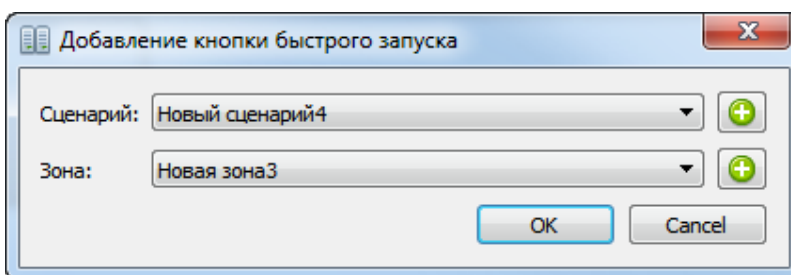 Добавление кнопки быстрого запуска
Сценарий: Новый сценарий4
Зона: Новая зона3
OK Cancel